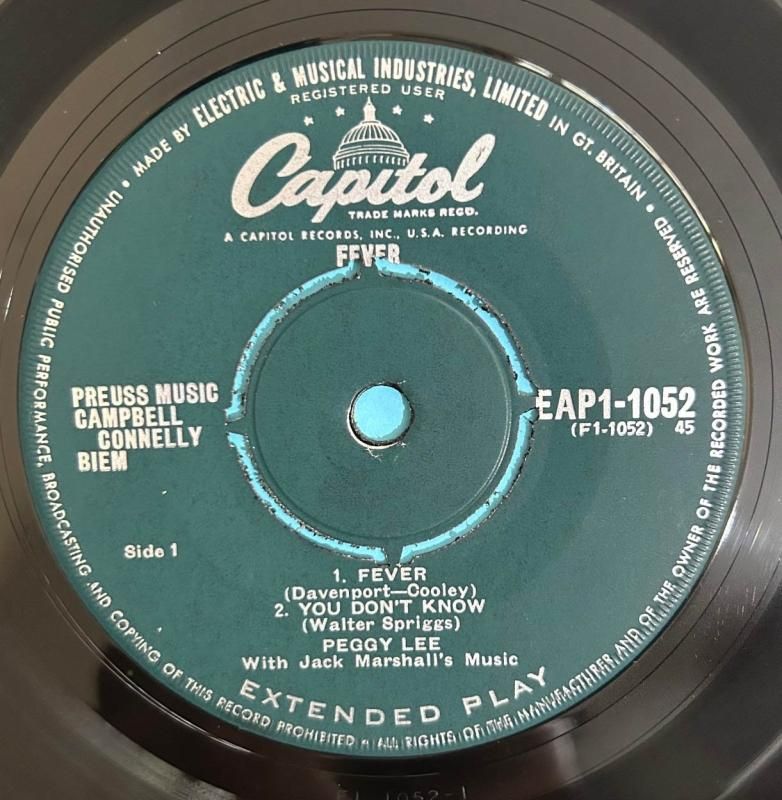 MADE BY ELECTRIC & MUSICAL INDUSTRIES, LIMITED IN GT. BRITAIN •
REGISTERED USER
Capitol
TRADE MARKS REGD.
A CAPITOL RECORDS, INC., U.S.A. RECORDING
FEVER
PREUSS MUSIC
CAMPBELL
CONNELLY
BIEM
EAP1-1052
(F1-1052) 45
Side 1
1. FEVER
(Davenport—Cooley)
2. YOU DON'T KNOW
(Walter Spriggs)
PEGGY LEE
With Jack Marshall's Music
EXTENDED PLAY
ALL RIGHTS OF THE MANUFACTURER AND OF THE OWNER OF THE RECORDED WORK ARE RESERVED •
UNAUTHORISED PUBLIC PERFORMANCE, BROADCASTING AND COPYING OF THIS RECORD PROHIBITED •
F1 1052-1